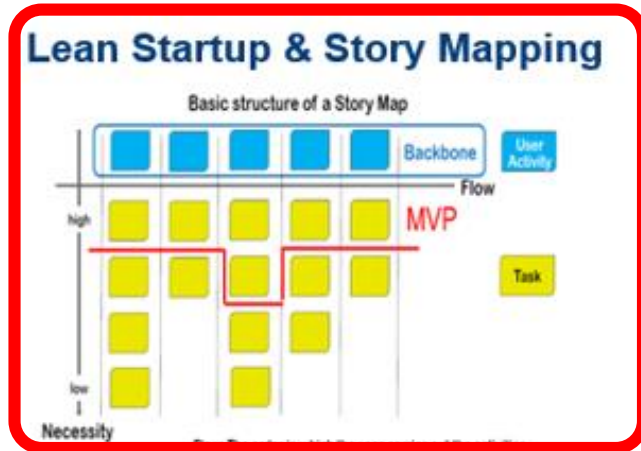 Lean Startup & Story Mapping
Basic structure of a Story Map
Backbone
User
Activity
Flow
high
MVP
Task
low
Necessity